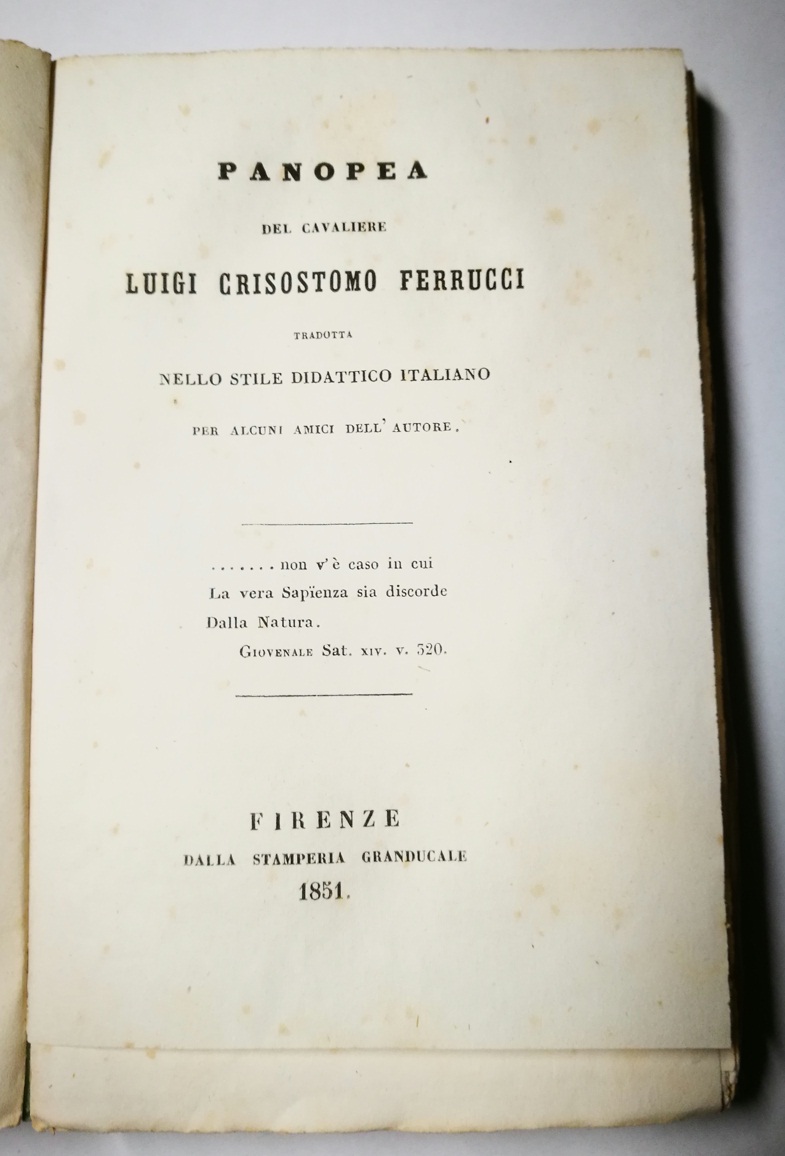 PANOPEA
DEL CAVALIERE
LUIGI CRISOSTOMO FERRUCCI
TRADOTTA
NELLO STILE DIDATTICO ITALIANO
PER ALCUNI AMICI DELL' AUTORE.
....... non v'è caso in cui
La vera Sapïenza sia discorde
Dalla Natura.
GIOVENALE Sat. XIV. v. 320.
FIRENZE
DALLA STAMPERIA GRANDUCALE
1851.